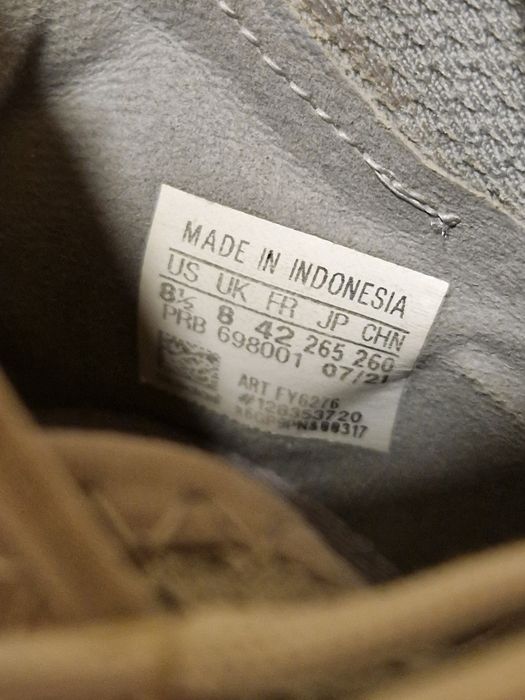 MADE IN INDONESIA
US UK FR JP CHN
8½ 8 42 265 260
PRB 698001 07/21
ART FY6276
#128353720